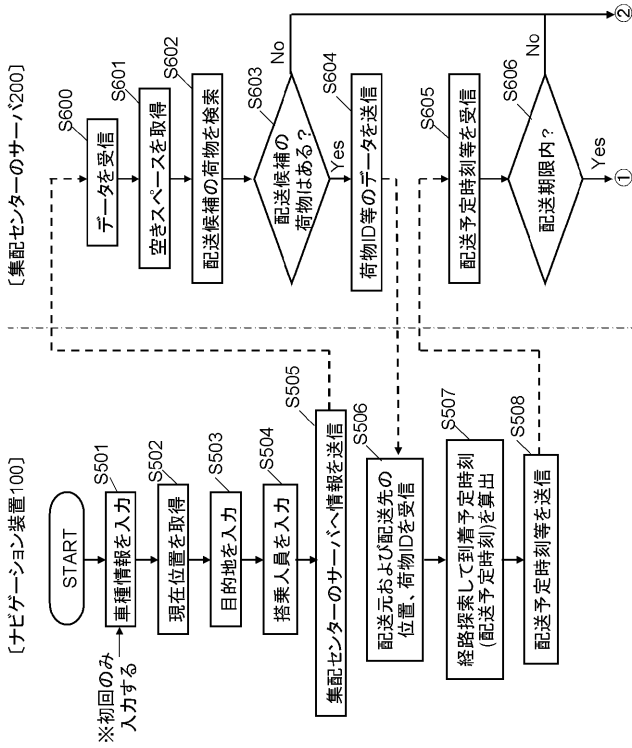 [ナビゲーション装置100]
START
※初回のみ
入力する
車種情報を入力
S501
現在位置を取得
S502
目的地を入力
S503
搭乗人員を入力
S504
集配センターのサーバへ情報を送信
S505
配送元および配送先の
位置、荷物IDを受信
S506
経路探索して到着予定時刻
(配送予定時刻)を算出
S507
配送予定時刻等を送信
S508
[集配センターのサーバ200]
データを受信
S600
空きスペースを取得
S601
配送候補の荷物を検索
S602
配送候補の
荷物はある?
S603
No
Yes
荷物ID等のデータを送信
S604
配送予定時刻等を受信
S605
配送期限内?
S606
No
Yes
①
②